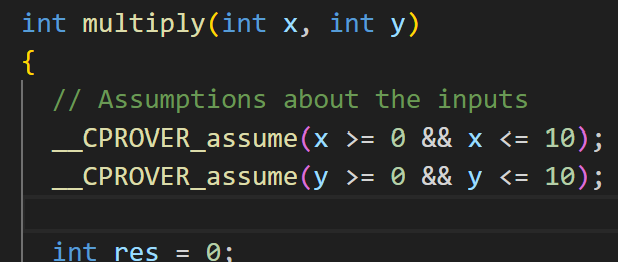 int multiply(int x, int y)
{
// Assumptions about the inputs
__CPROVER_assume(x >= 0 && x <= 10);
__CPROVER_assume(y >= 0 && y <= 10);
int res = 0;